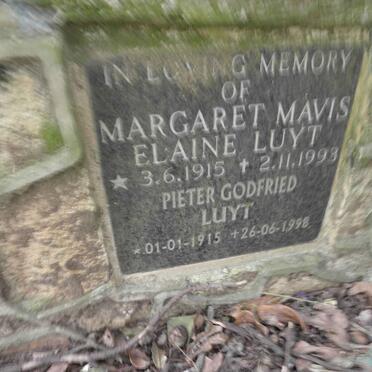 IN LOVING MEMORY
OF
MARGARET MAVIS
ELAINE LUYT
★ 3.6.1915 ✝ 2.11.1993
PIETER GODFRIED
LUYT
*01-01-1915 +26-06-1998